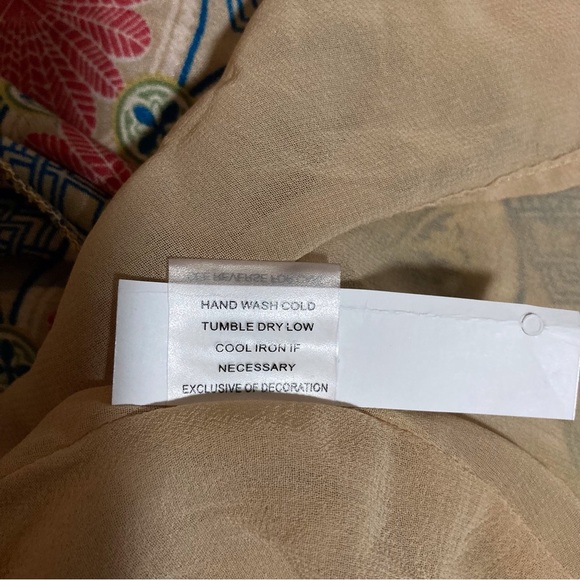 HAND WASH COLD
TUMBLE DRY LOW
COOL IRON IF
NECESSARY
EXCLUSIVE OF DECORATION